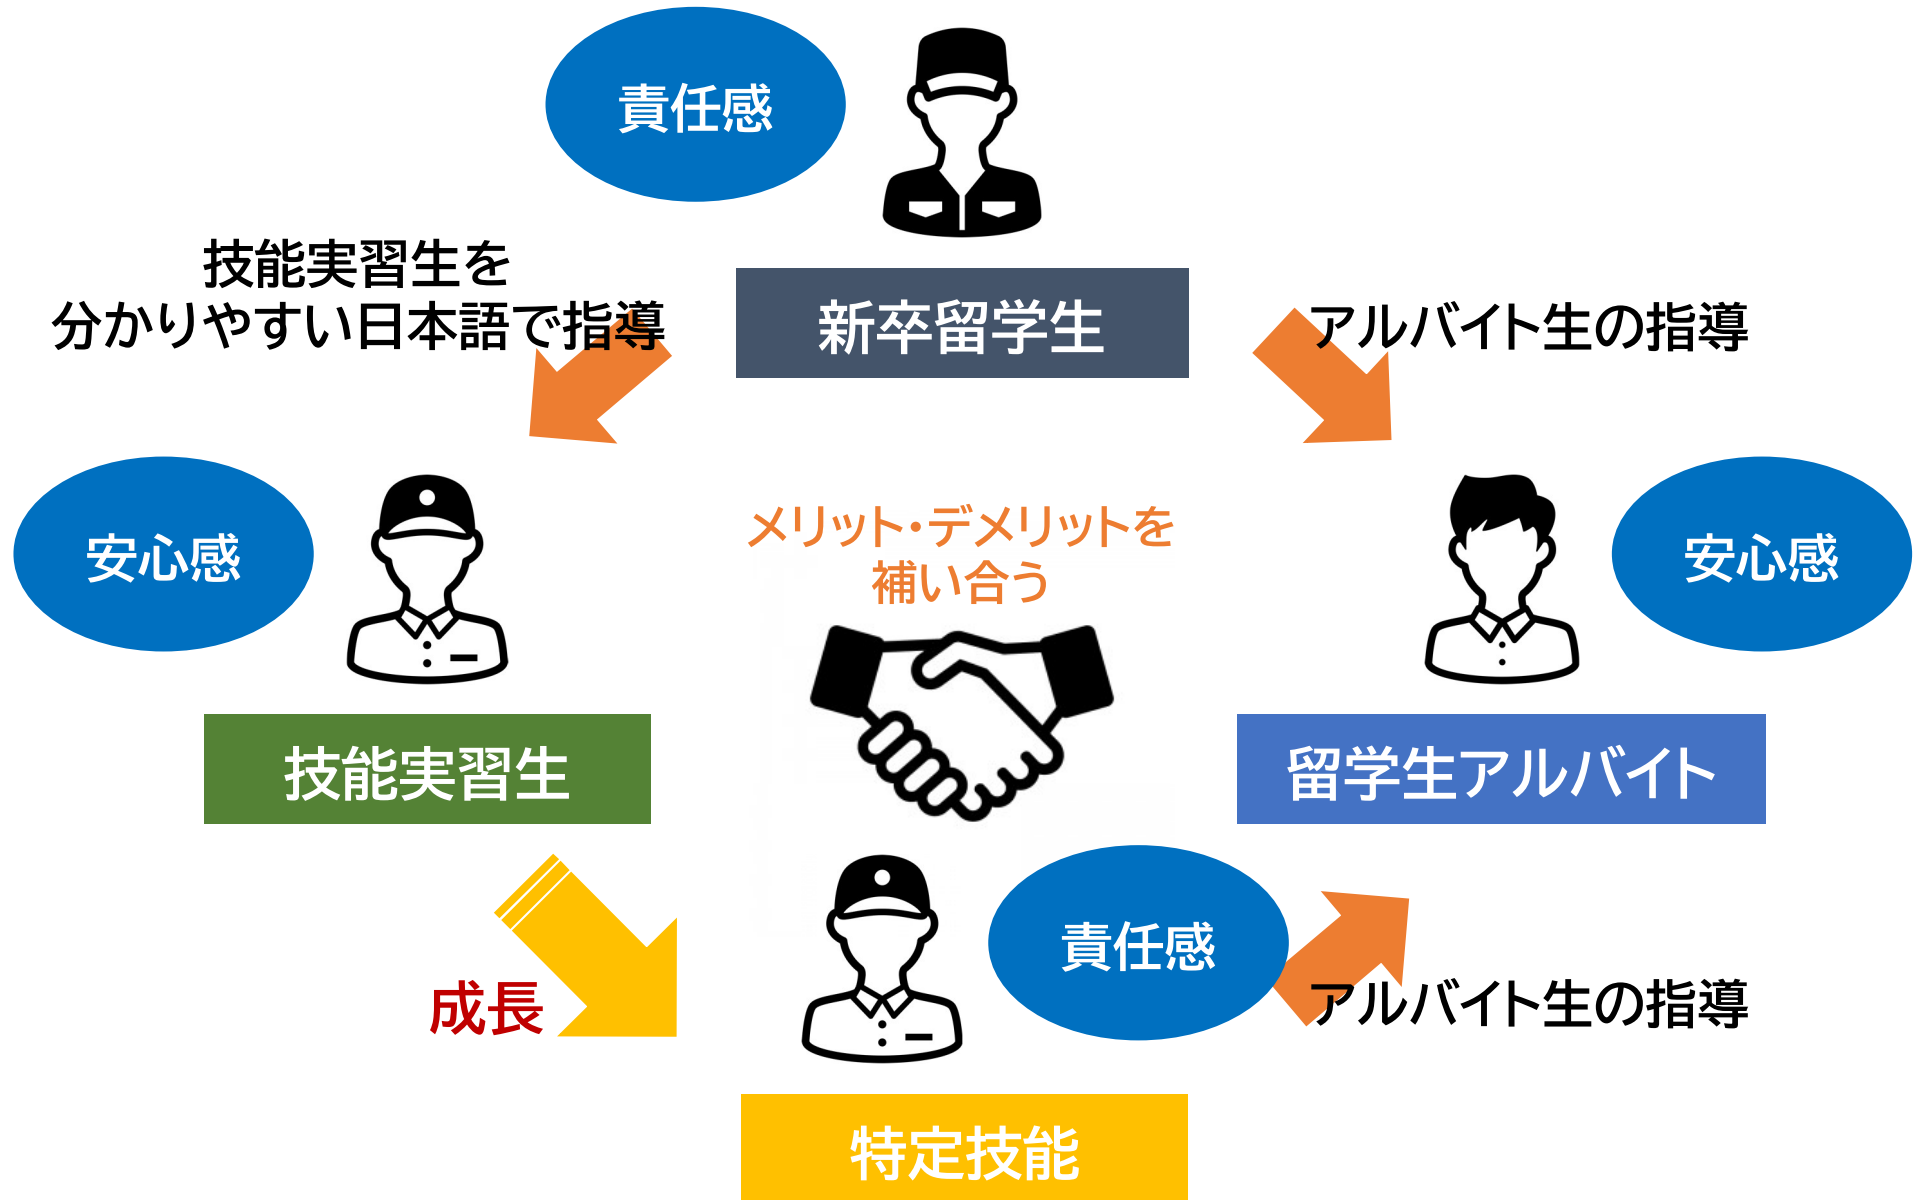 責任感
新卒留学生
技能実習生を
分かりやすい日本語で指導
アルバイト生の指導
安心感
技能実習生
メリット・デメリットを
補い合う
安心感
留学生アルバイト
成長
責任感
アルバイト生の指導
特定技能